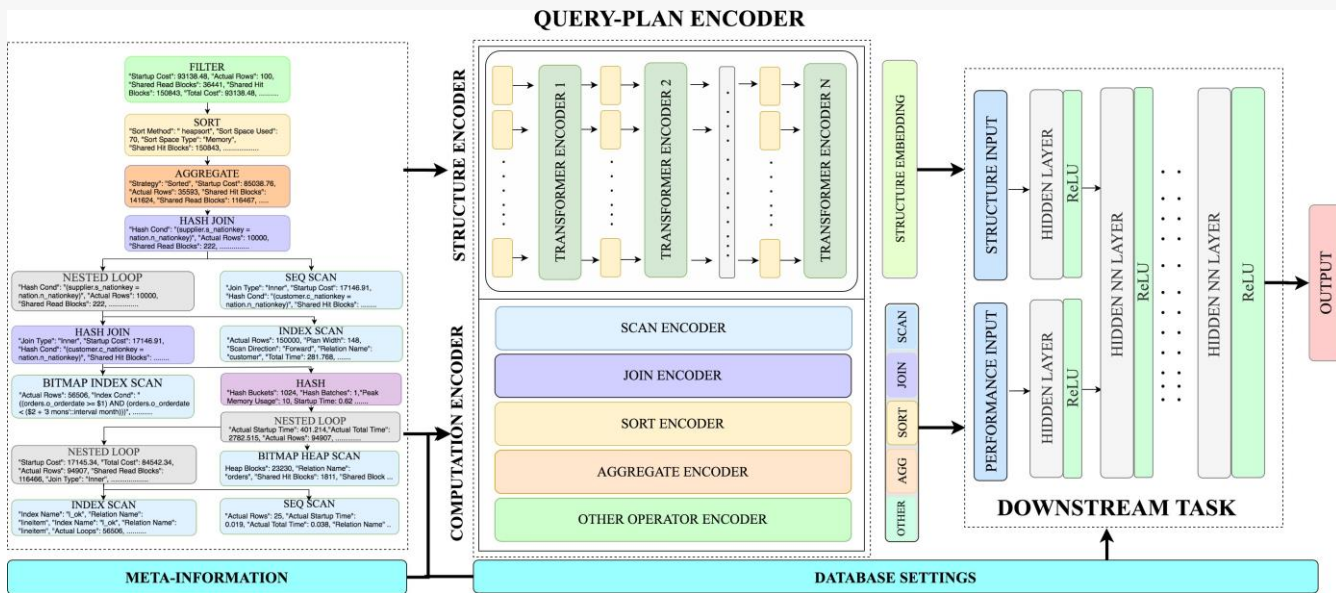 QUERY-PLAN ENCODER
FILTER
"Startup Cost": 93138.48, "Actual Rows": 100,
"Shared Read Blocks": 36441, "Shared Hit
Blocks": 150843, "Total Cost": 93138.48, .........
SORT
"Sort Method": " heapsort", "Sort Space Used":
70, "Sort Space Type": "Memory",
"Shared Hit Blocks": 150843, .................
AGGREGATE
"Strategy": "Sorted", "Startup Cost": 85038.76,
"Actual Rows": 35593, "Shared Hit Blocks":
141624, "Shared Read Blocks": 116467, .....
HASH JOIN
"Hash Cond": "(supplier.s_nationkey =
nation.n_nationkey)", "Actual Rows": 10000,
"Shared Read Blocks": 222, ..............
NESTED LOOP
"Hash Cond": "(supplier.s_nationkey =
nation.n_nationkey)", "Actual Rows": 10000,
"Shared Read Blocks": 222, ..............
SEQ SCAN
"Join Type": "Inner", "Startup Cost": 17146.91,
"Hash Cond": "(customer.c_nationkey =
nation.n_nationkey)", "Shared Hit Blocks": ........
HASH JOIN
"Join Type": "Inner", "Startup Cost": 17146.91,
"Hash Cond": "(customer.c_nationkey =
nation.n_nationkey)", "Shared Hit Blocks": ........
INDEX SCAN
"Actual Rows": 150000, "Plan Width": 148,
"Scan Direction": "Forward", "Relation Name":
"customer", "Total Time": 281.768, .......
BITMAP INDEX SCAN
"Actual Rows": 56506, "Index Cond": "
((orders.o_orderdate >= $1) AND (orders.o_orderdate
< ($2 + '3 mons'::interval month)))", ..........
HASH
"Hash Buckets": 1024, "Hash Batches": 1,"Peak
Memory Usage": 10, Startup Time: 0.62 .......
NESTED LOOP
"Actual Startup Time": 401.214,"Actual Total Time":
2782.515, "Actual Rows": 94907, .............
NESTED LOOP
"Startup Cost": 17145.34, "Total Cost": 84542.34,
"Actual Rows": 94907, "Shared Read Blocks":
116466, "Join Type": "Inner", ...................
BITMAP HEAP SCAN
Heap Blocks": 23230, "Relation Name":
"orders", "Shared Hit Blocks": 1811, "Shared Block ...
INDEX SCAN
"Index Name": "l_ok", "Relation Name":
"lineitem", "Index Name": "l_ok", "Relation Name":
"lineitem", "Actual Loops": 56506, .........
SEQ SCAN
"Actual Rows": 25, "Actual Startup Time":
0.019, "Actual Total Time": 0.038, "Relation Name" ..
META-INFORMATION
STRUCTURE ENCODER
TRANSFORMER ENCODER 1
TRANSFORMER ENCODER 2
TRANSFORMER ENCODER N
COMPUTATION ENCODER
SCAN ENCODER
JOIN ENCODER
SORT ENCODER
AGGREGATE ENCODER
OTHER OPERATOR ENCODER
STRUCTURE EMBEDDING
SCAN
JOIN
SORT
AGG
OTHER
STRUCTURE INPUT
HIDDEN LAYER
ReLU
PERFORMANCE INPUT
HIDDEN LAYER
ReLU
HIDDEN NN LAYER
ReLU
HIDDEN NN LAYER
ReLU
OUTPUT
DOWNSTREAM TASK
DATABASE SETTINGS